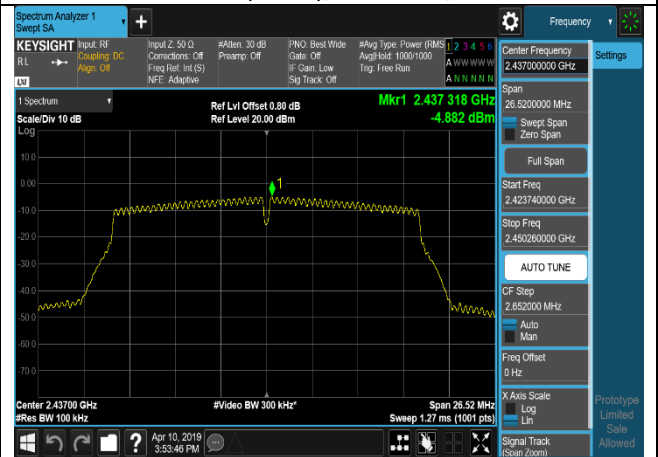 Spectrum Analyzer 1
Swept SA
+
Frequency
KEYSIGHT
RL
LXI
Input: RF
Coupling: DC
Align: Off
Input Z: 50 Ω
Corrections: Off
Freq Ref: Int (S)
NFE: Adaptive
#Atten: 30 dB
Preamp: Off
PNO: Best Wide
Gate: Off
IF Gain: Low
Sig Track: Off
#Avg Type: Power (RMS
Avg|Hold: 1000/1000
Trig: Free Run
1 2 3 4 5 6
A W W W W W
A N N N N N
Center Frequency
2.437000000 GHz
Settings
Span
26.5200000 MHz
Swept Span
Zero Span
Full Span
Start Freq
2.423740000 GHz
Stop Freq
2.450260000 GHz
AUTO TUNE
CF Step
2.652000 MHz
Auto
Man
Freq Offset
0 Hz
X Axis Scale
Log
Lin
Signal Track
(Span Zoom)
Prototype
Limited
Sale
Allowed
1 Spectrum
Scale/Div 10 dB
Log
Ref Lvl Offset 0.80 dB
Ref Level 20.00 dBm
Mkr1 2.437 318 GHz
-4.882 dBm
10.0
0.00
-10.0
-20.0
-30.0
-40.0
-50.0
-60.0
-70.0
1
Center 2.43700 GHz
#Res BW 100 kHz
#Video BW 300 kHz*
Span 26.52 MHz
Sweep 1.27 ms (1001 pts)
?
Apr 10, 2019
3:53:46 PM